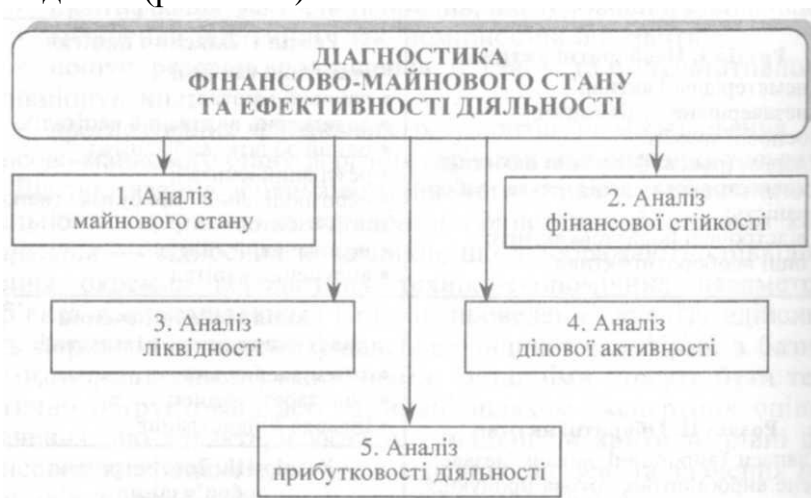 ДІАГНОСТИКА
ФІНАНСОВО-МАЙНОВОГО СТАНУ
ТА ЕФЕКТИВНОСТІ ДІЯЛЬНОСТІ
1. Аналіз
майнового стану
2. Аналіз
фінансової стійкості
3. Аналіз
ліквідності
4. Аналіз
ділової активності
5. Аналіз
прибутковості діяльності